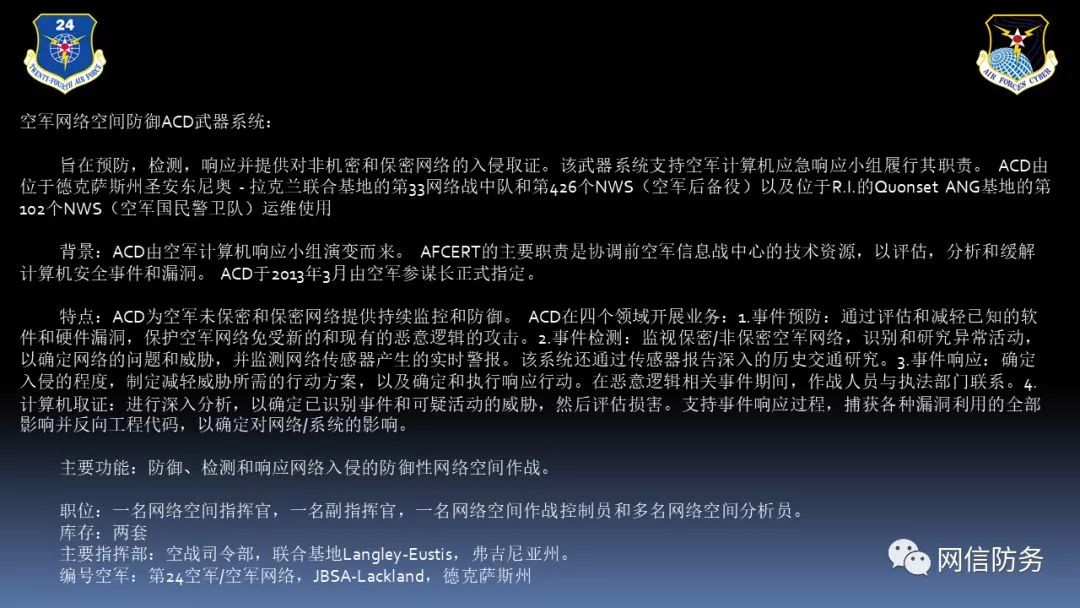 24
TWENTY-FOURTH AIR FORCE
AIR FORCES CYBER
空军网络空间防御ACD武器系统：
旨在预防，检测，响应并提供对非机密和保密网络的入侵取证。该武器系统支持空军计算机应急响应小组履行其职责。 ACD由
位于德克萨斯州圣安东尼奥 - 拉克兰联合基地的第33网络战中队和第426个NWS（空军后备役）以及位于R.I.的Quonset ANG基地的第
102个NWS（空军国民警卫队）运维使用
背景：ACD由空军计算机响应小组演变而来。 AFCERT的主要职责是协调前空军信息战中心的技术资源，以评估，分析和缓解
计算机安全事件和漏洞。 ACD于2013年3月由空军参谋长正式指定。
特点：ACD为空军未保密和保密网络提供持续监控和防御。 ACD在四个领域开展业务：1.事件预防：通过评估和减轻已知的软
件和硬件漏洞，保护空军网络免受新的和现有的恶意逻辑的攻击。2.事件检测：监视保密/非保密空军网络，识别和研究异常活动，
以确定网络的问题和威胁，并监测网络传感器产生的实时警报。该系统还通过传感器报告深入的历史交通研究。3.事件响应：确定
入侵的程度，制定减轻威胁所需的行动方案，以及确定和执行响应行动。在恶意逻辑相关事件期间，作战人员与执法部门联系。4.
计算机取证：进行深入分析，以确定已识别事件和可疑活动的威胁，然后评估损害。支持事件响应过程，捕获各种漏洞利用的全部
影响并反向工程代码，以确定对网络/系统的影响。
主要功能：防御、检测和响应网络入侵的防御性网络空间作战。
职位：一名网络空间指挥官，一名副指挥官，一名网络空间作战控制员和多名网络空间分析员。
库存：两套
主要指挥部：空战司令部，联合基地Langley-Eustis，弗吉尼亚州。
编号空军：第24空军/空军网络，JBSA-Lackland，德克萨斯州
网信防务